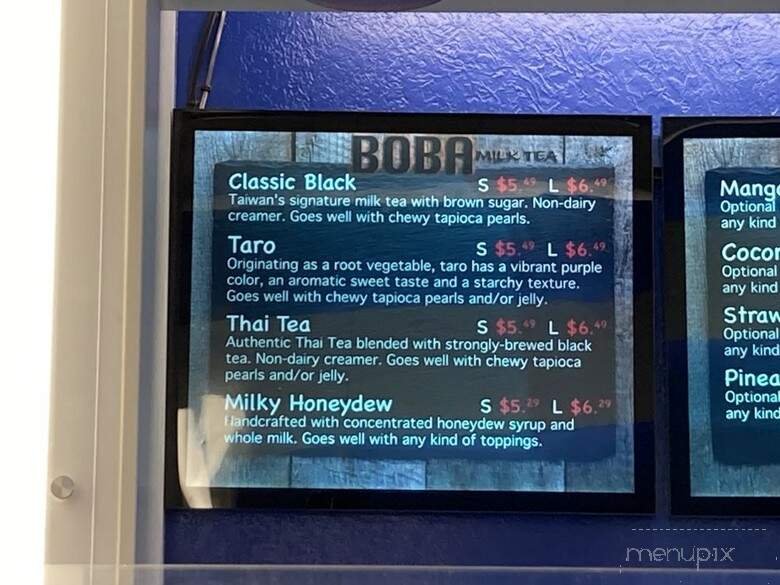 BOBA MILK TEA
Classic Black S $5.49 L $6.49
Taiwan's signature milk tea with brown sugar. Non-dairy
creamer. Goes well with chewy tapioca pearls.
Taro S $5.49 L $6.49
Originating as a root vegetable, taro has a vibrant purple
color, an aromatic sweet taste and a starchy texture.
Goes well with chewy tapioca pearls and/or jelly.
Thai Tea S $5.49 L $6.49
Authentic Thai Tea blended with strongly-brewed black
tea. Non-dairy creamer. Goes well with chewy tapioca
pearls and/or jelly.
Milky Honeydew S $5.29 L $6.29
Handcrafted with concentrated honeydew syrup and
whole milk. Goes well with any kind of toppings.
Optional
any kind
Optional
any kind
Optional
any kind
Optional
any kind
menupix